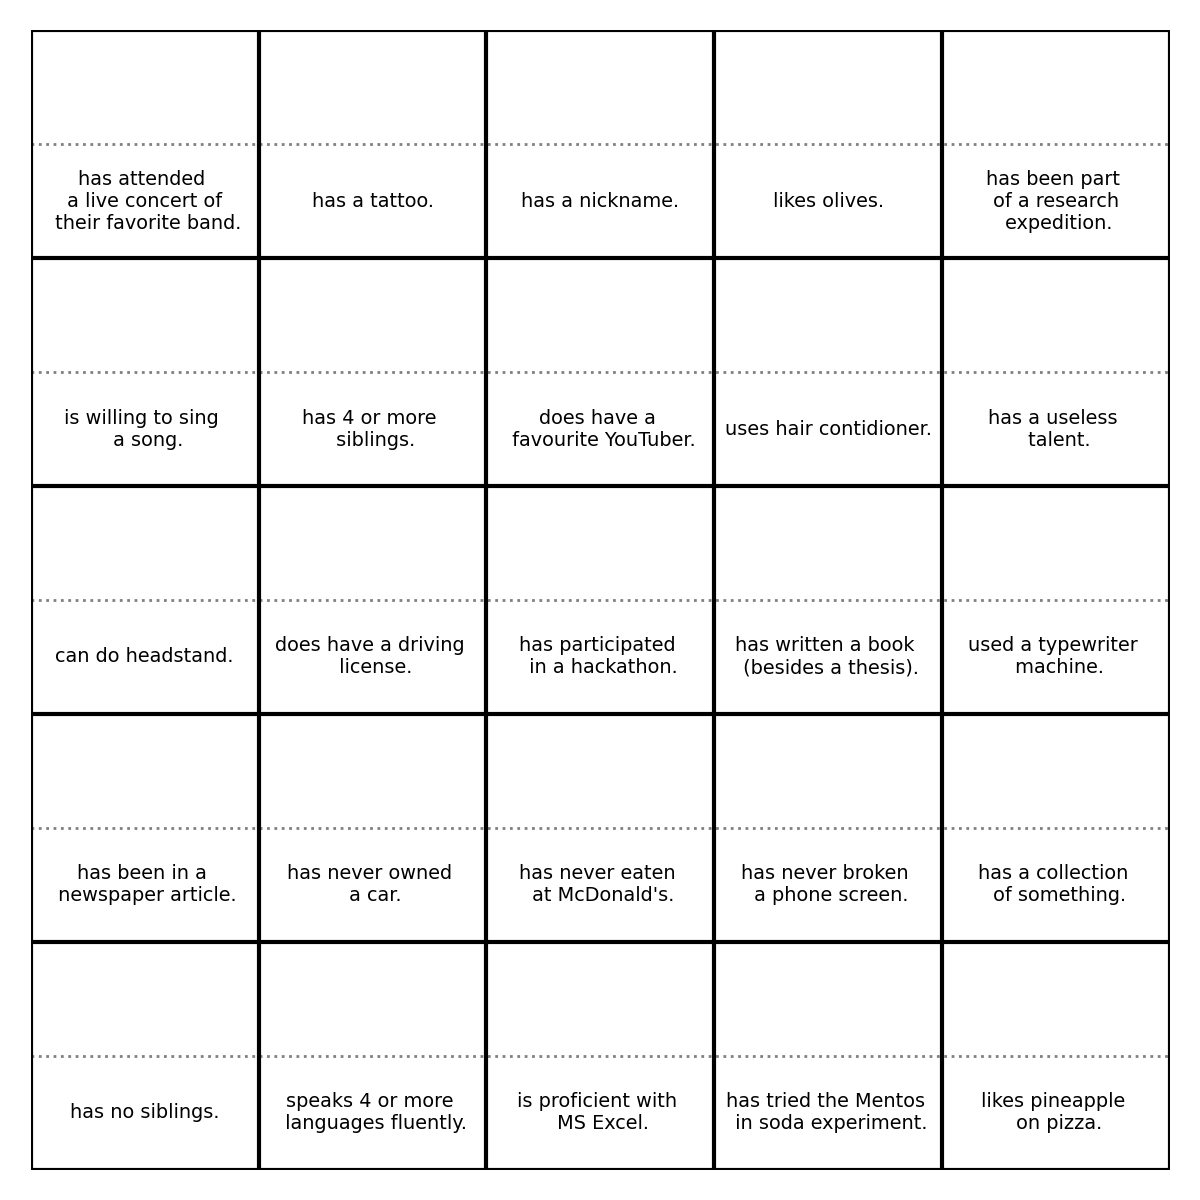 has attended
a live concert of
their favorite band.
has a tattoo.
has a nickname.
likes olives.
has been part
of a research
expedition.
is willing to sing
a song.
has 4 or more
siblings.
does have a
favourite YouTuber.
uses hair contidioner.
has a useless
talent.
can do headstand.
does have a driving
license.
has participated
in a hackathon.
has written a book
(besides a thesis).
used a typewriter
machine.
has been in a
newspaper article.
has never owned
a car.
has never eaten
at McDonald's.
has never broken
a phone screen.
has a collection
of something.
has no siblings.
speaks 4 or more
languages fluently.
is proficient with
MS Excel.
has tried the Mentos
in soda experiment.
likes pineapple
on pizza.